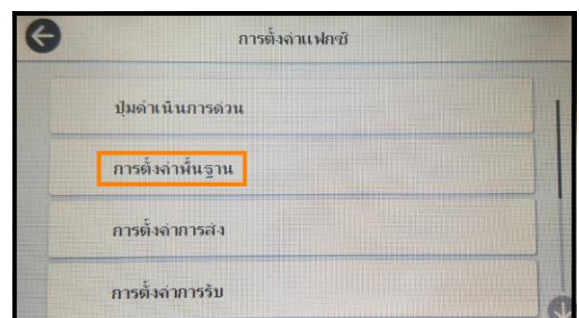 การตั้งค่าแฟกซ์
ปุ่มดำเนินการด่วน
การตั้งค่าพื้นฐาน
การตั้งค่าการส่ง
การตั้งค่าการรับ